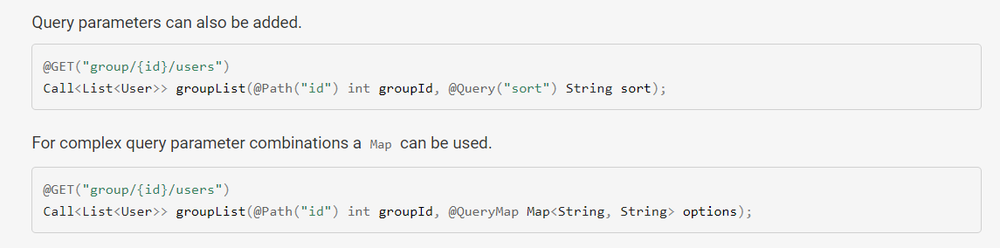 Query parameters can also be added.
@GET("group/{id}/users")
Call<List<User>> groupList(@Path("id") int groupId, @Query("sort") String sort);
For complex query parameter combinations a Map can be used.
@GET("group/{id}/users")
Call<List<User>> groupList(@Path("id") int groupId, @QueryMap Map<String, String> options);